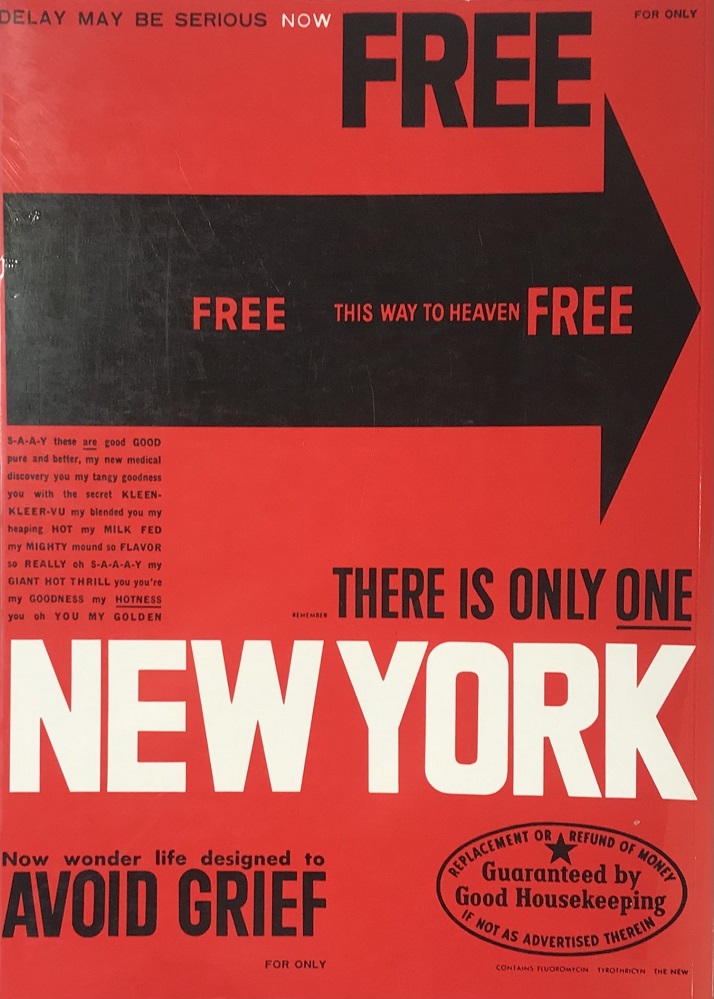 DELAY MAY BE SERIOUS NOW FREE FOR ONLY
FREE THIS WAY TO HEAVEN FREE
S-A-A-Y these are good GOOD
pure and better, my new medical
discovery you my tangy goodness
you with the secret KLEEN-
KLEER-VU my blended you my
heaping HOT my MILK FED
my MIGHTY mound so FLAVOR
so REALLY oh S-A-A-A-Y my
GIANT HOT THRILL you you're
my GOODNESS my HOTNESS
you oh YOU MY GOLDEN
REMEMBER THERE IS ONLY ONE
NEW YORK
Now wonder life designed to
AVOID GRIEF
FOR ONLY
REPLACEMENT OR REFUND OF MONEY
Guaranteed by
Good Housekeeping
IF NOT AS ADVERTISED THEREIN
CONTAINS FLUOROMYCIN TYROTHRICYN THE NEW